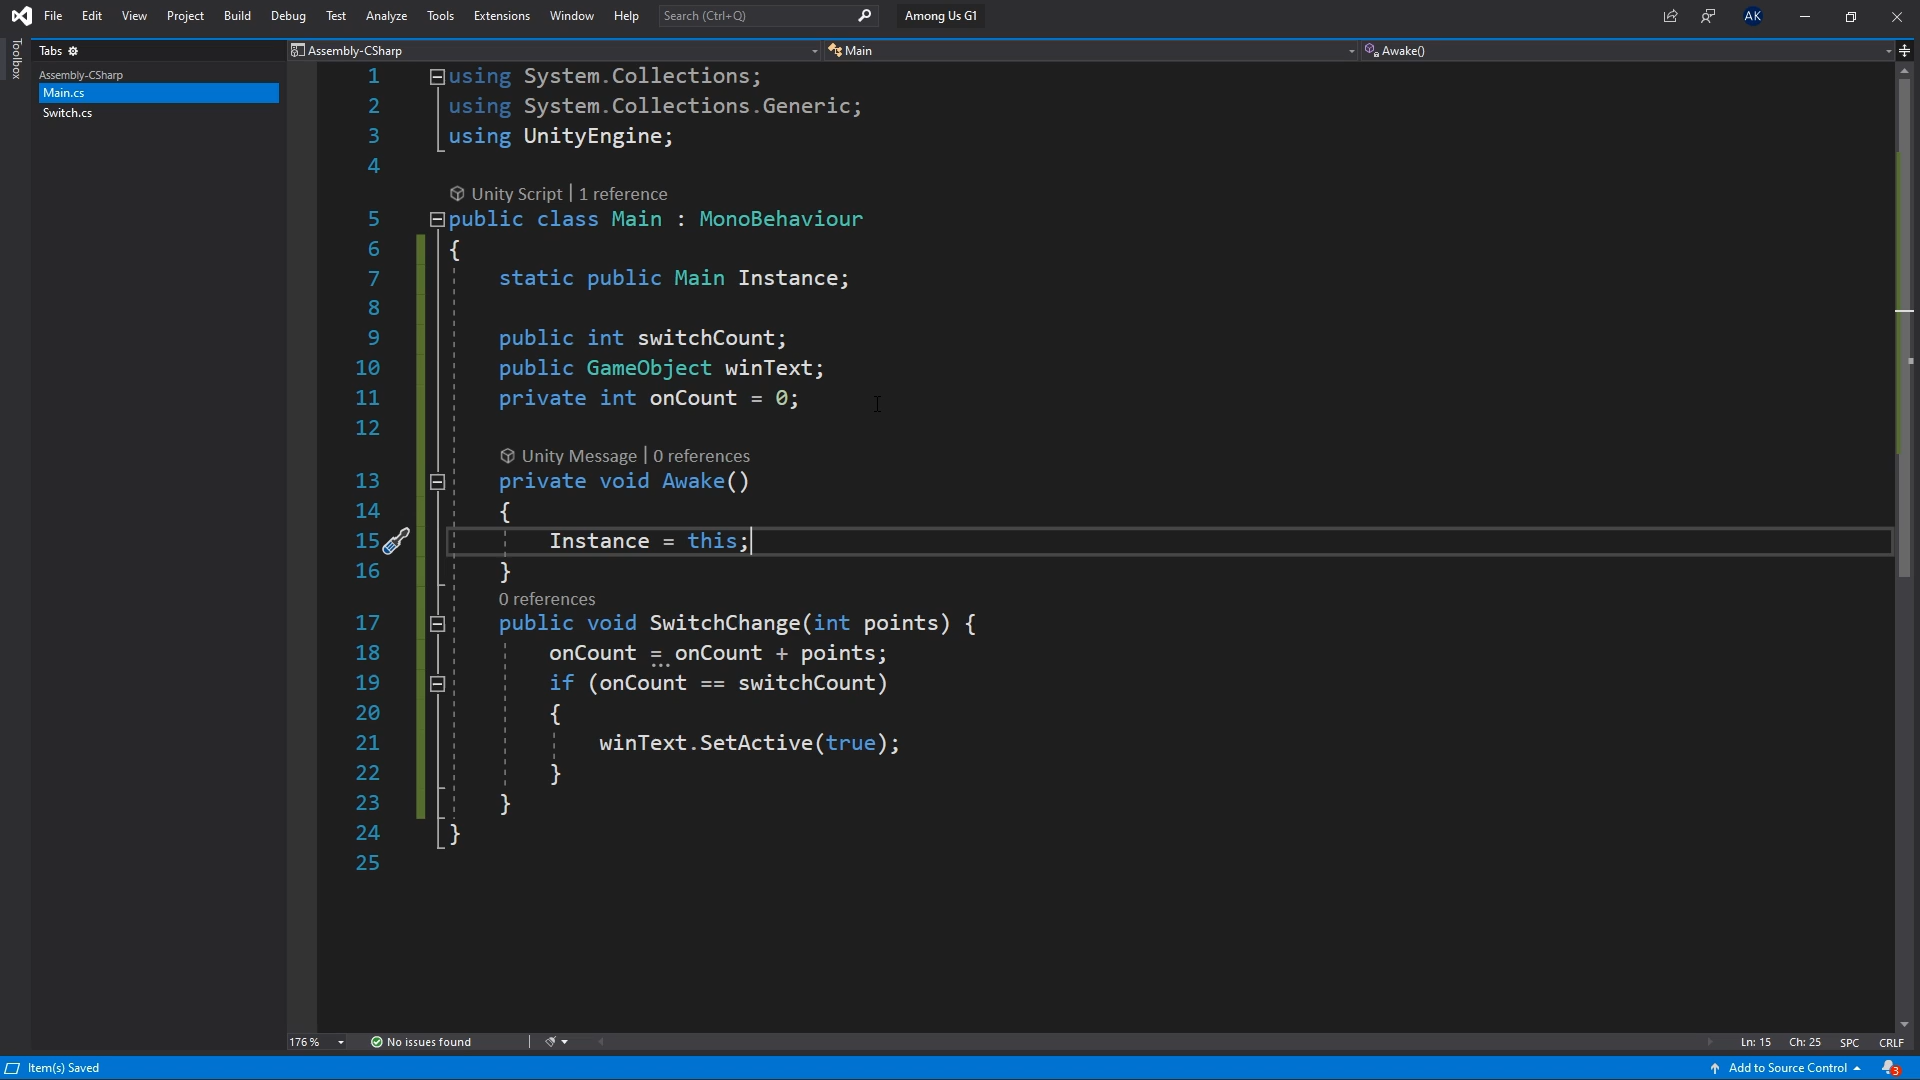 File Edit View Project Build Debug Test Analyze Tools Extensions Window Help Search (Ctrl+Q) Among Us G1 AK
Toolbox
Tabs
Assembly-CSharp
Main.cs
Switch.cs
Assembly-CSharp Main Awake()
1 using System.Collections;
2 using System.Collections.Generic;
3 using UnityEngine;
4
Unity Script | 1 reference
5 public class Main : MonoBehaviour
6 {
7 static public Main Instance;
8
9 public int switchCount;
10 public GameObject winText;
11 private int onCount = 0;
12
Unity Message | 0 references
13 private void Awake()
14 {
15 Instance = this;
16 }
0 references
17 public void SwitchChange(int points) {
18 onCount = onCount + points;
19 if (onCount == switchCount)
20 {
21 winText.SetActive(true);
22 }
23 }
24 }
25
176 % No issues found Ln: 15 Ch: 25 SPC CRLF
Item(s) Saved Add to Source Control 3